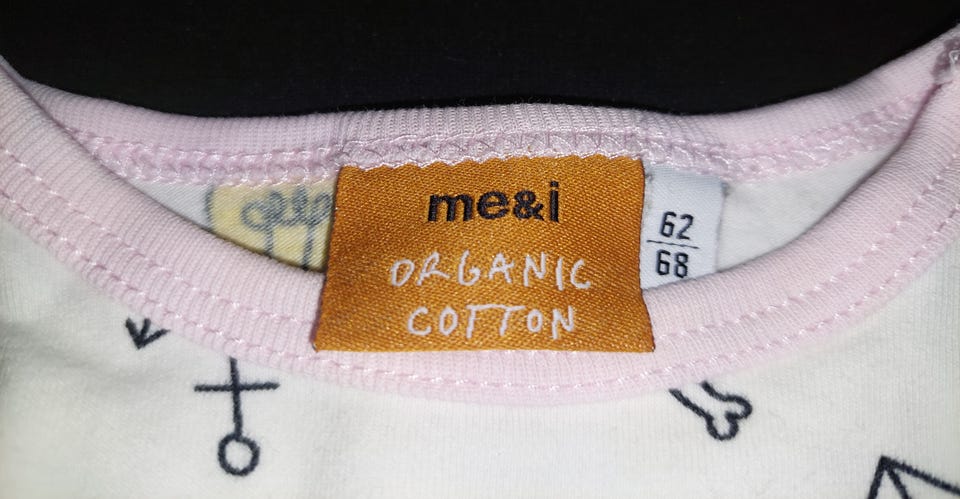 me&i
ORGANIC
COTTON
62
68